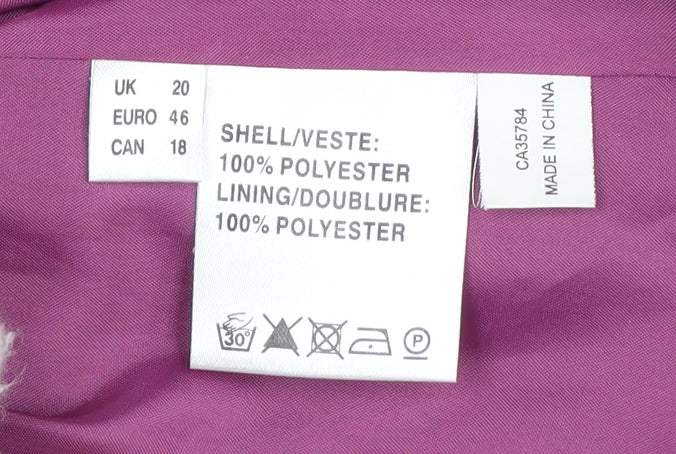 UK 20
EURO 46
CAN 18
SHELL/VESTE:
100% POLYESTER
LINING/DOUBLURE:
100% POLYESTER
30°
P
CA35784
MADE IN CHINA